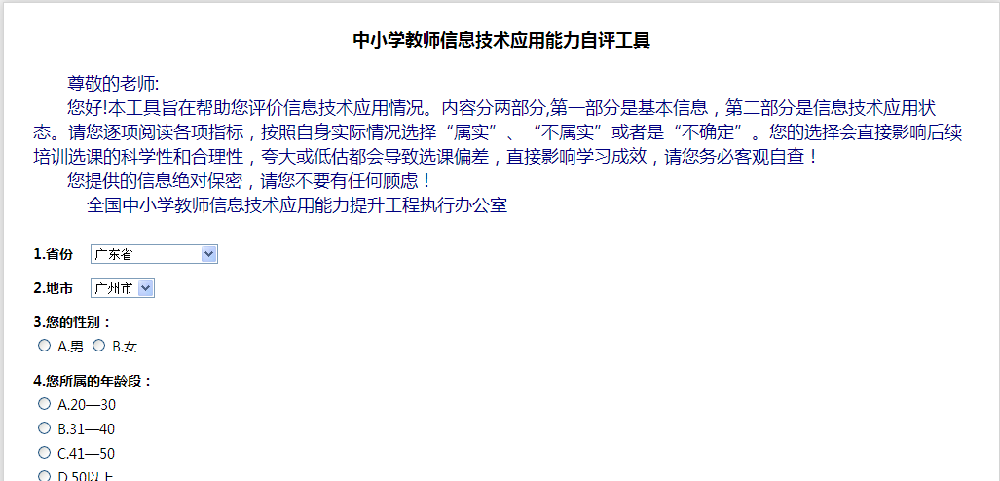 中小学教师信息技术应用能力自评工具
尊敬的老师:
您好!本工具旨在帮助您评价信息技术应用情况。内容分两部分,第一部分是基本信息，第二部分是信息技术应用状
态。请您逐项阅读各项指标，按照自身实际情况选择“属实”、“不属实”或者是“不确定”。您的选择会直接影响后续
培训选课的科学性和合理性，夸大或低估都会导致选课偏差，直接影响学习成效，请您务必客观自查！
您提供的信息绝对保密，请您不要有任何顾虑！
全国中小学教师信息技术应用能力提升工程执行办公室
1.省份 广东省
2.地市 广州市
3.您的性别：
A.男 B.女
4.您所属的年龄段：
A.20—30
B.31—40
C.41—50
D.50以上